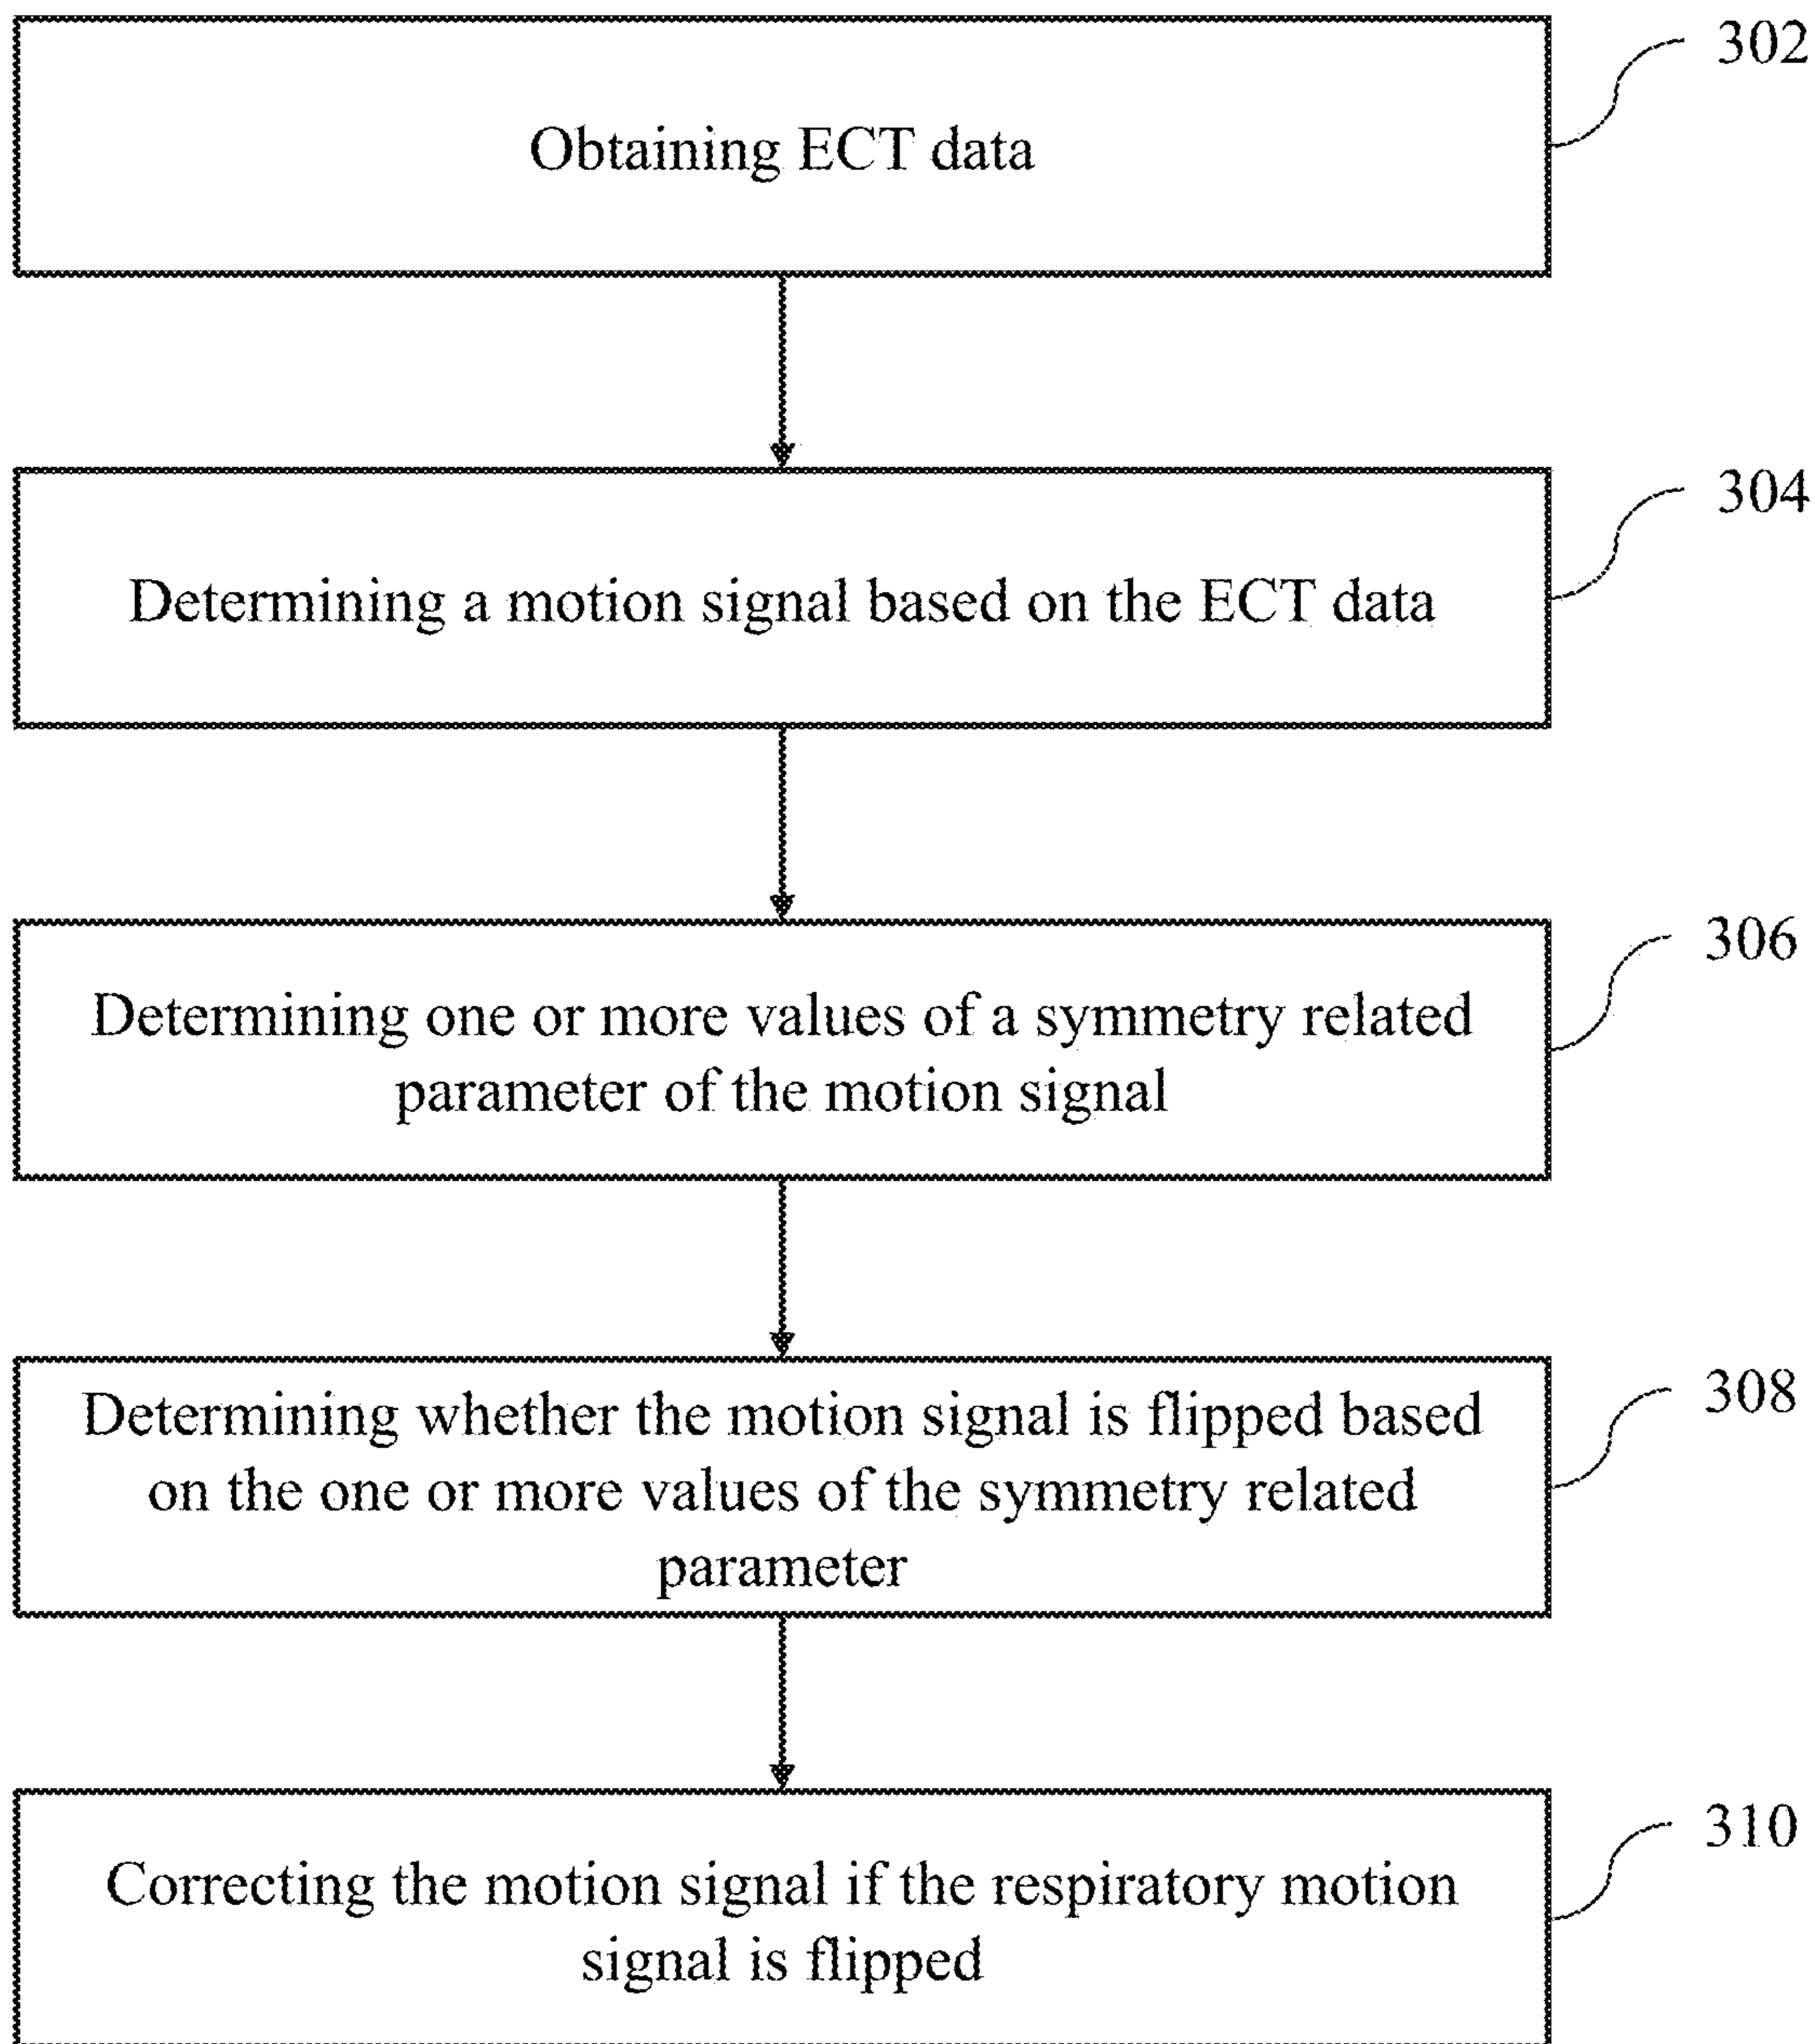 302
Obtaining ECT data
304
Determining a motion signal based on the ECT data
306
Determining one or more values of a symmetry related
parameter of the motion signal
308
Determining whether the motion signal is flipped based
on the one or more values of the symmetry related
parameter
310
Correcting the motion signal if the respiratory motion
signal is flipped